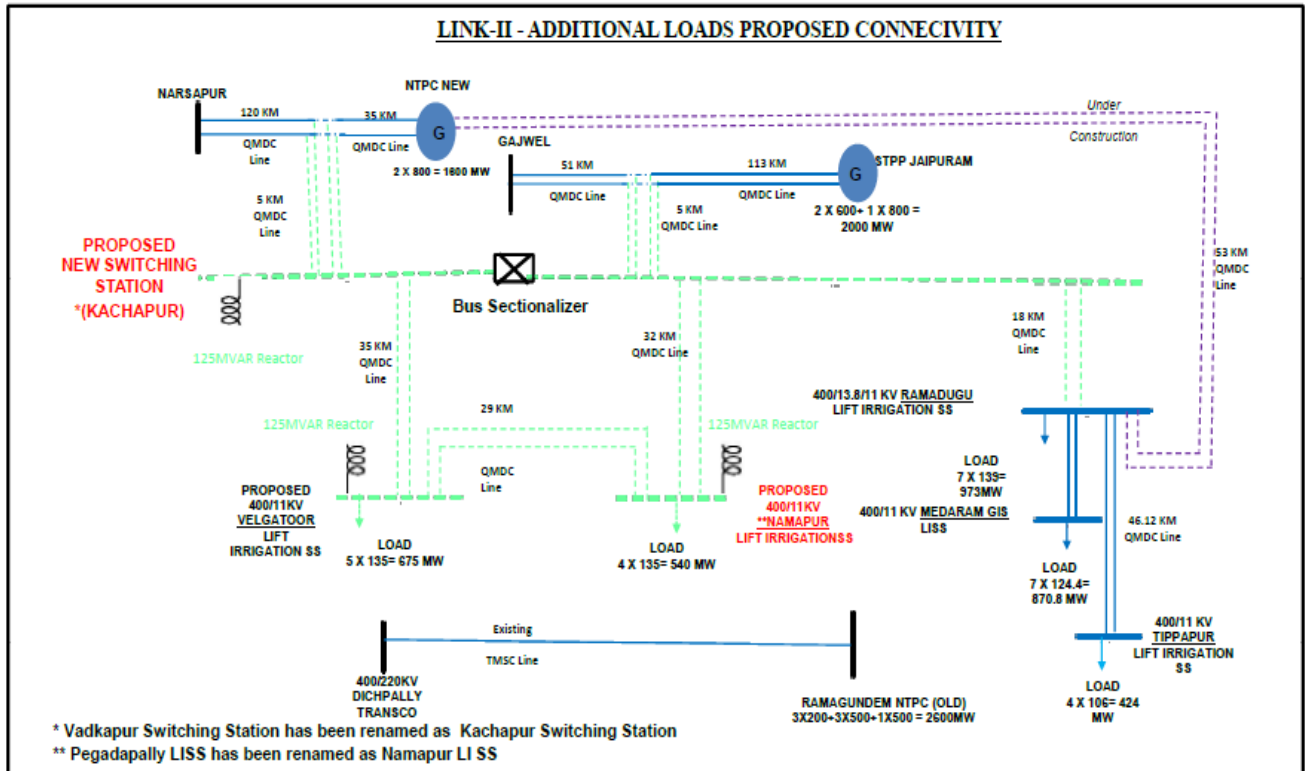 LINK-II - ADDITIONAL LOADS PROPOSED CONNECIVITY
NARSAPUR
120 KM
QMDC
Line
35 KM
QMDC Line
NTPC NEW
G
2 X 800 = 1600 MW
Under
Construction
GAJWEL
51 KM
QMDC Line
113 KM
QMDC Line
STPP JAIPURAM
G
2 X 600+ 1 X 800 =
2000 MW
5 KM
QMDC
Line
5 KM
QMDC Line
53 KM
QMDC
Line
PROPOSED
NEW SWITCHING
STATION
*(KACHAPUR)
Bus Sectionalizer
125MVAR Reactor
35 KM
QMDC
Line
32 KM
QMDC Line
18 KM
QMDC
Line
29 KM
QMDC
Line
125MVAR Reactor
125MVAR Reactor
400/13.8/11 KV RAMADUGU
LIFT IRRIGATION SS
LOAD
7 X 139=
973MW
PROPOSED
400/11KV
VELGATOOR
LIFT
IRRIGATION SS
LOAD
5 X 135= 675 MW
LOAD
4 X 135= 540 MW
PROPOSED
400/11KV
**NAMAPUR
LIFT IRRIGATIONSS
400/11 KV MEDARAM GIS
LISS
LOAD
7 X 124.4=
870.8 MW
46.12 KM
QMDC Line
400/11 KV
TIPPAPUR
LIFT IRRIGATION
SS
LOAD
4 X 106= 424
MW
Existing
TMSC Line
400/220KV
DICHPALLY
TRANSCO
RAMAGUNDEM NTPC (OLD)
3X200+3X500+1X500 = 2600MW
* Vadkapur Switching Station has been renamed as Kachapur Switching Station
** Pegadapally LISS has been renamed as Namapur LI SS